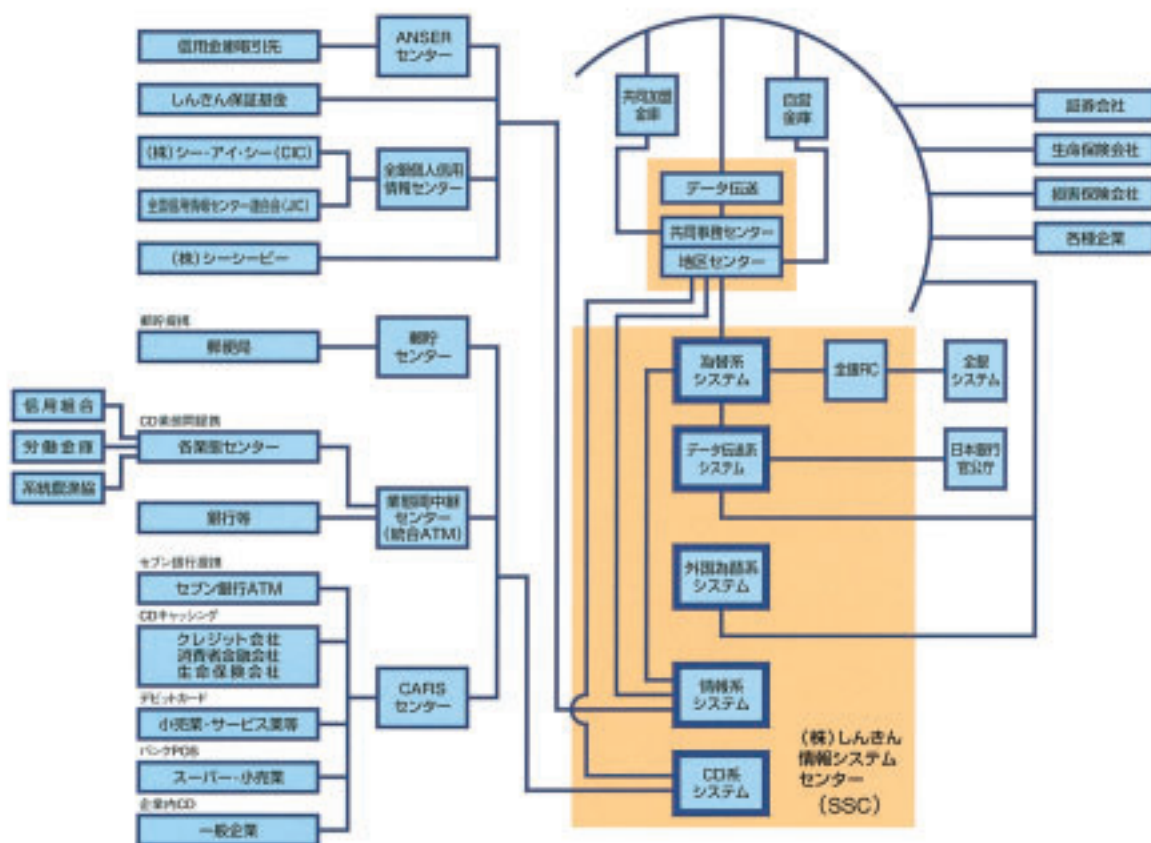 信用金庫取引先
ANSER
センター
しんきん保証基金
(株)シー・アイ・シー(CIC)
全国信用情報センター連合会(JIC)
全銀個人信用
情報センター
(株)シーシービー
郵貯提携
郵便局
郵貯
センター
信用組合
労働金庫
系統農漁協
CD業態間提携
各業態センター
銀行等
業態間中継
センター
(統合ATM)
セブン銀行提携
セブン銀行ATM
CDキャッシング
クレジット会社
消費者金融会社
生命保険会社
デビットカード
小売業・サービス業等
バンクPOS
スーパー・小売業
企業内CD
一般企業
CAFIS
センター
共同加盟
金庫
自営
金庫
データ伝送
共同事務センター
地区センター
証券会社
生命保険会社
損害保険会社
各種企業
為替系
システム
全銀RC
全銀
システム
データ伝送系
システム
日本銀行
官公庁
外国為替系
システム
情報系
システム
CD系
システム
(株)しんきん
情報システム
センター
(SSC)